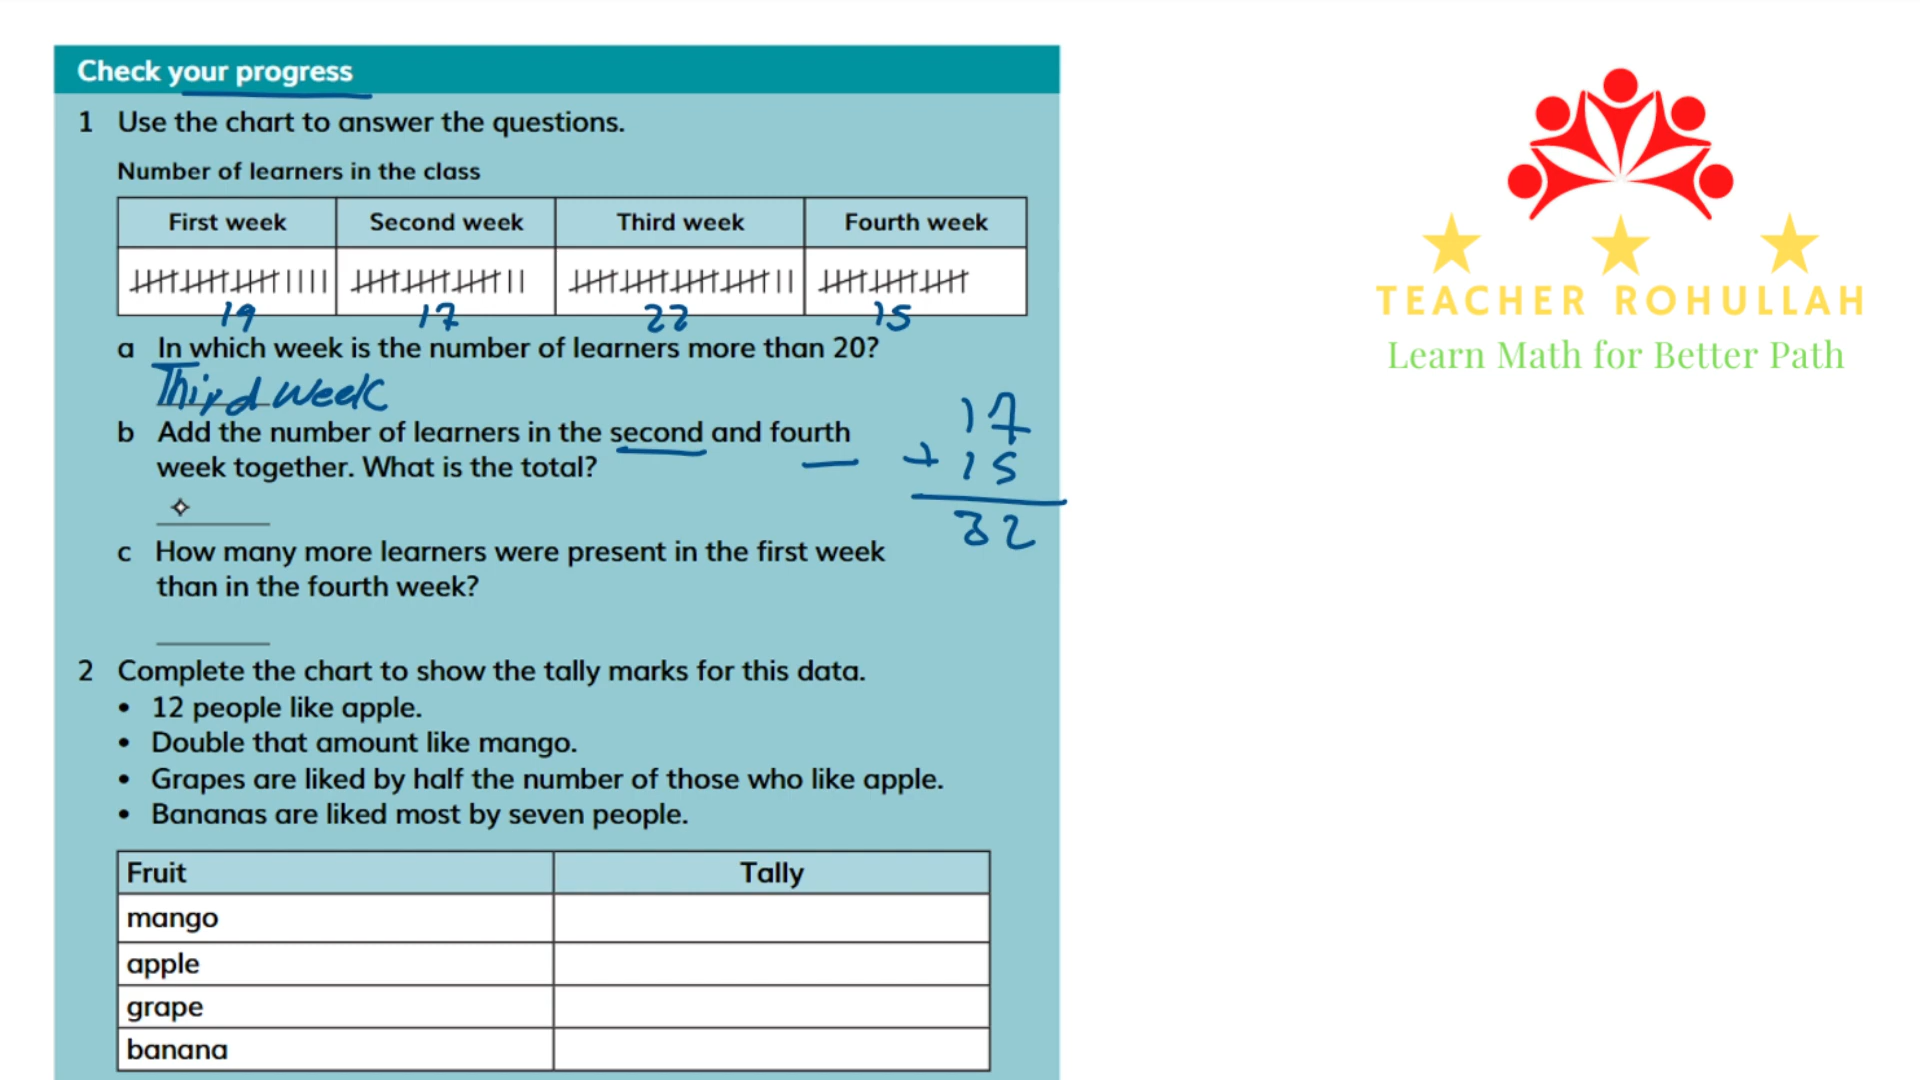 Check your progress
1 Use the chart to answer the questions.
Number of learners in the class
First week Second week Third week Fourth week
19 17 22 15
a In which week is the number of learners more than 20?
Third week
b Add the number of learners in the second and fourth
week together. What is the total?
17
+ 15
32
c How many more learners were present in the first week
than in the fourth week?
2 Complete the chart to show the tally marks for this data.
• 12 people like apple.
• Double that amount like mango.
• Grapes are liked by half the number of those who like apple.
• Bananas are liked most by seven people.
Fruit Tally
mango
apple
grape
banana
TEACHER ROHULLAH
Learn Math for Better Path